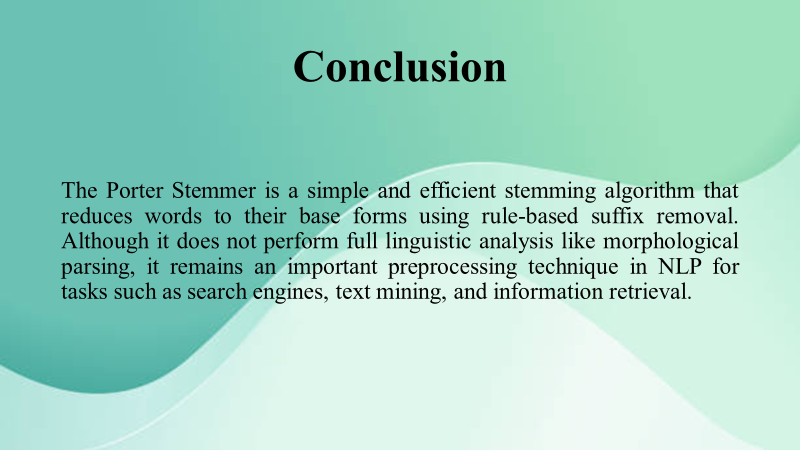 Conclusion
The Porter Stemmer is a simple and efficient stemming algorithm that
reduces words to their base forms using rule-based suffix removal.
Although it does not perform full linguistic analysis like morphological
parsing, it remains an important preprocessing technique in NLP for
tasks such as search engines, text mining, and information retrieval.